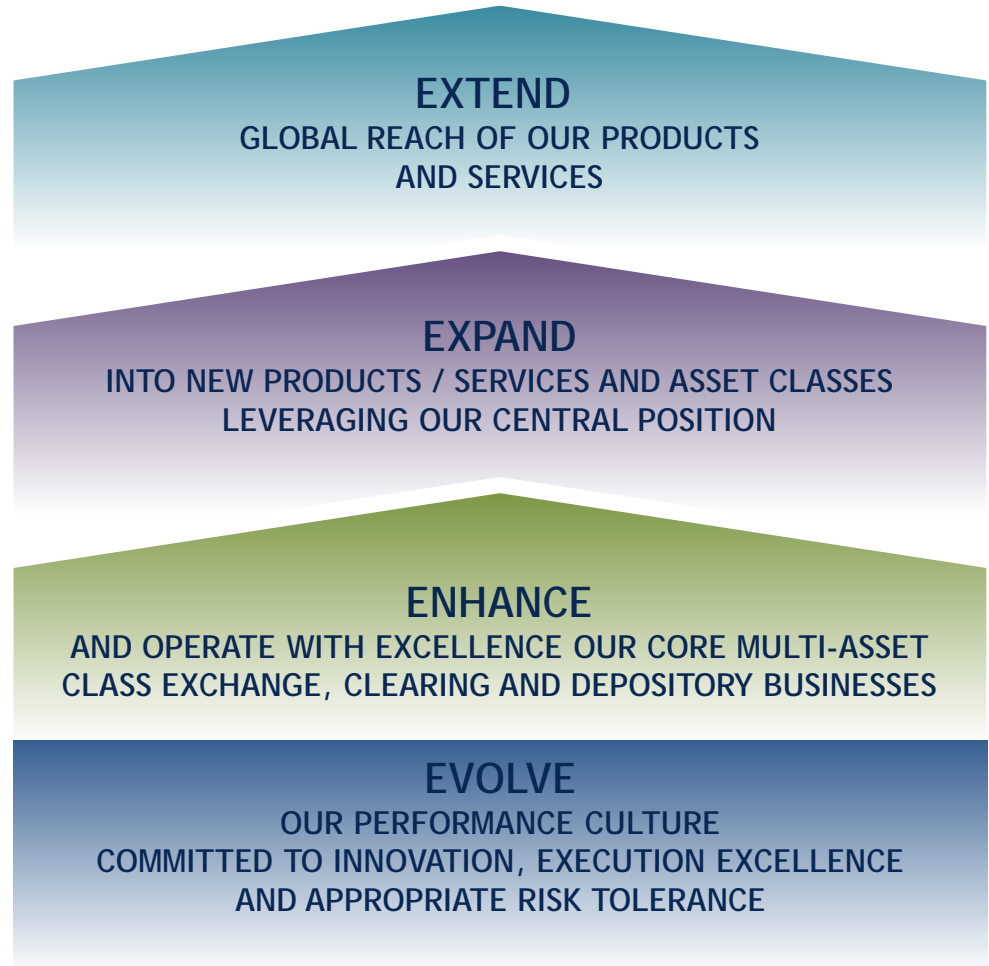 EXTEND
GLOBAL REACH OF OUR PRODUCTS
AND SERVICES
EXPAND
INTO NEW PRODUCTS / SERVICES AND ASSET CLASSES
LEVERAGING OUR CENTRAL POSITION
ENHANCE
AND OPERATE WITH EXCELLENCE OUR CORE MULTI-ASSET
CLASS EXCHANGE, CLEARING AND DEPOSITORY BUSINESSES
EVOLVE
OUR PERFORMANCE CULTURE
COMMITTED TO INNOVATION, EXECUTION EXCELLENCE
AND APPROPRIATE RISK TOLERANCE